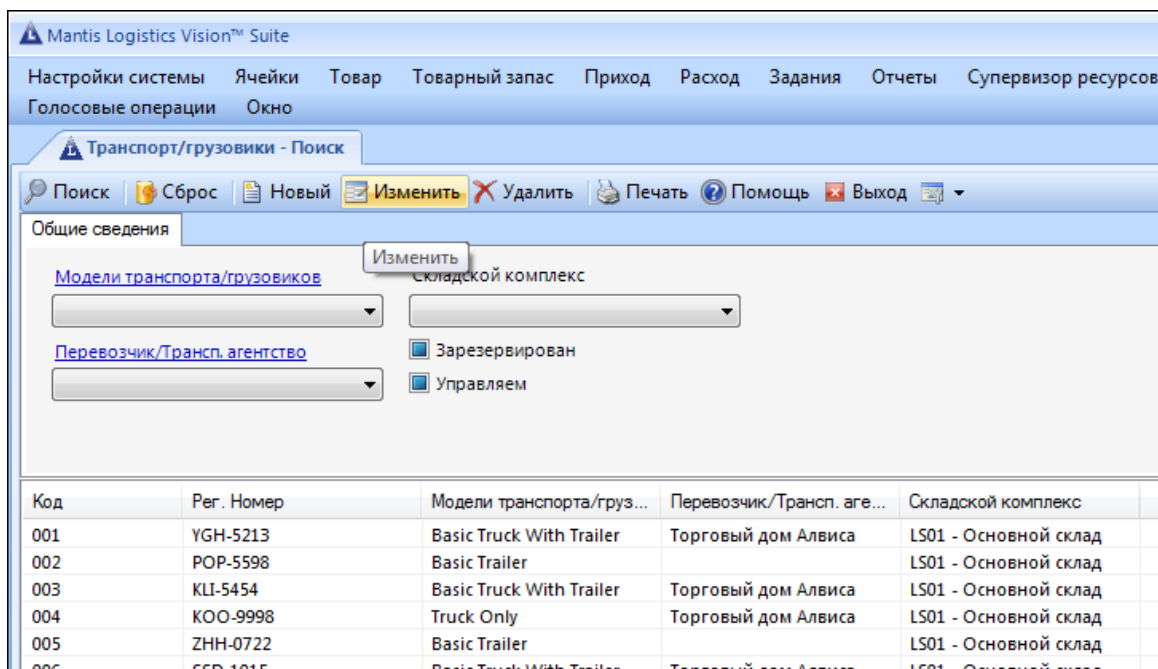 Mantis Logistics Vision™ Suite
Настройки системы Ячейки Товар Товарный запас Приход Расход Задания Отчеты Супервизор ресурсов
Голосовые операции Окно
Транспорт/грузовики - Поиск
Поиск Сброс Новый Изменить Удалить Печать Помощь Выход
Общие сведения
Изменить
Модели транспорта/грузовиков Складской комплекс
Перевозчик/Трансп. агентство Зарезервирован
Управляем
Код Рег. Номер Модели транспорта/груз... Перевозчик/Трансп. аге... Складской комплекс
001 YGH-5213 Basic Truck With Trailer Торговый дом Алвиса LS01 - Основной склад
002 POP-5598 Basic Trailer LS01 - Основной склад
003 KLI-5454 Basic Truck With Trailer Торговый дом Алвиса LS01 - Основной склад
004 KOO-9998 Truck Only Торговый дом Алвиса LS01 - Основной склад
005 ZHH-0722 Basic Trailer LS01 - Основной склад